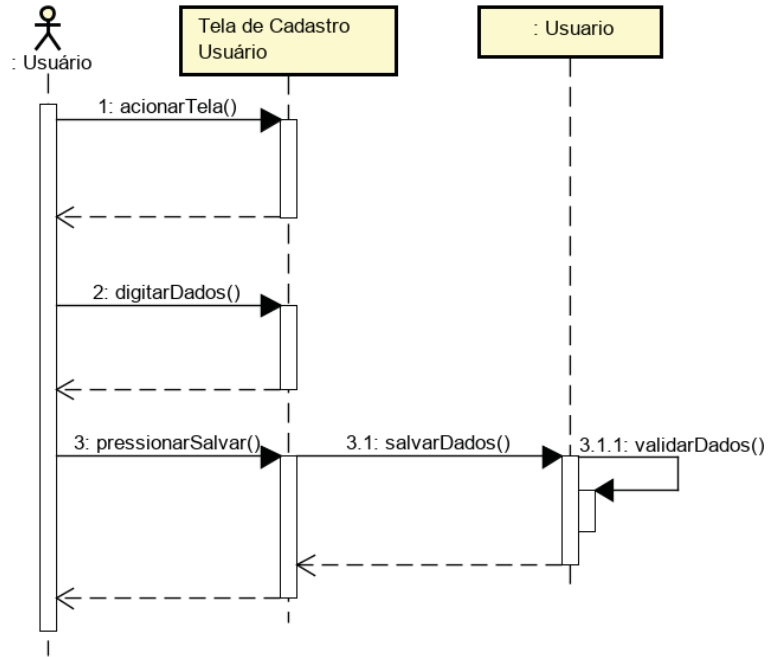 : Usuário
Tela de Cadastro
Usuário
: Usuario
1: acionarTela()
2: digitarDados()
3: pressionarSalvar()
3.1: salvarDados()
3.1.1: validarDados()